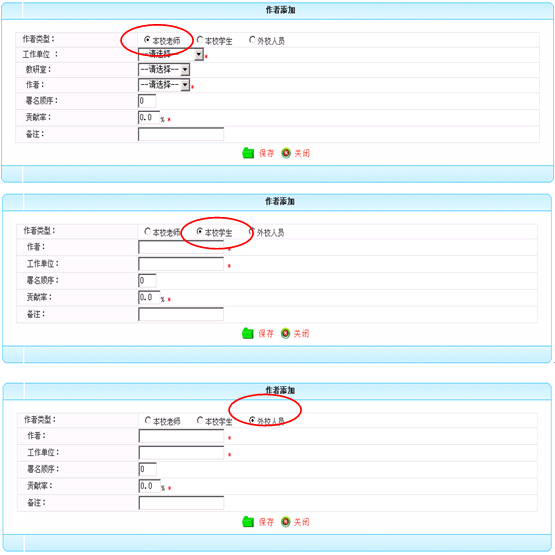 作者添加
作者类型： 本校老师 本校学生 外校人员
工作单位 ： --请选择-- *
教研室： --请选择--
作者： --请选择-- *
署名顺序： 0
贡献率： 0.0 % *
备注：
保存 关闭
作者添加
作者类型： 本校老师 本校学生 外校人员
作者： *
工作单位： *
署名顺序： 0
贡献率： 0.0 % *
备注：
保存 关闭
作者添加
作者类型： 本校老师 本校学生 外校人员
作者： *
工作单位： *
署名顺序： 0
贡献率： 0.0 % *
备注：
保存 关闭